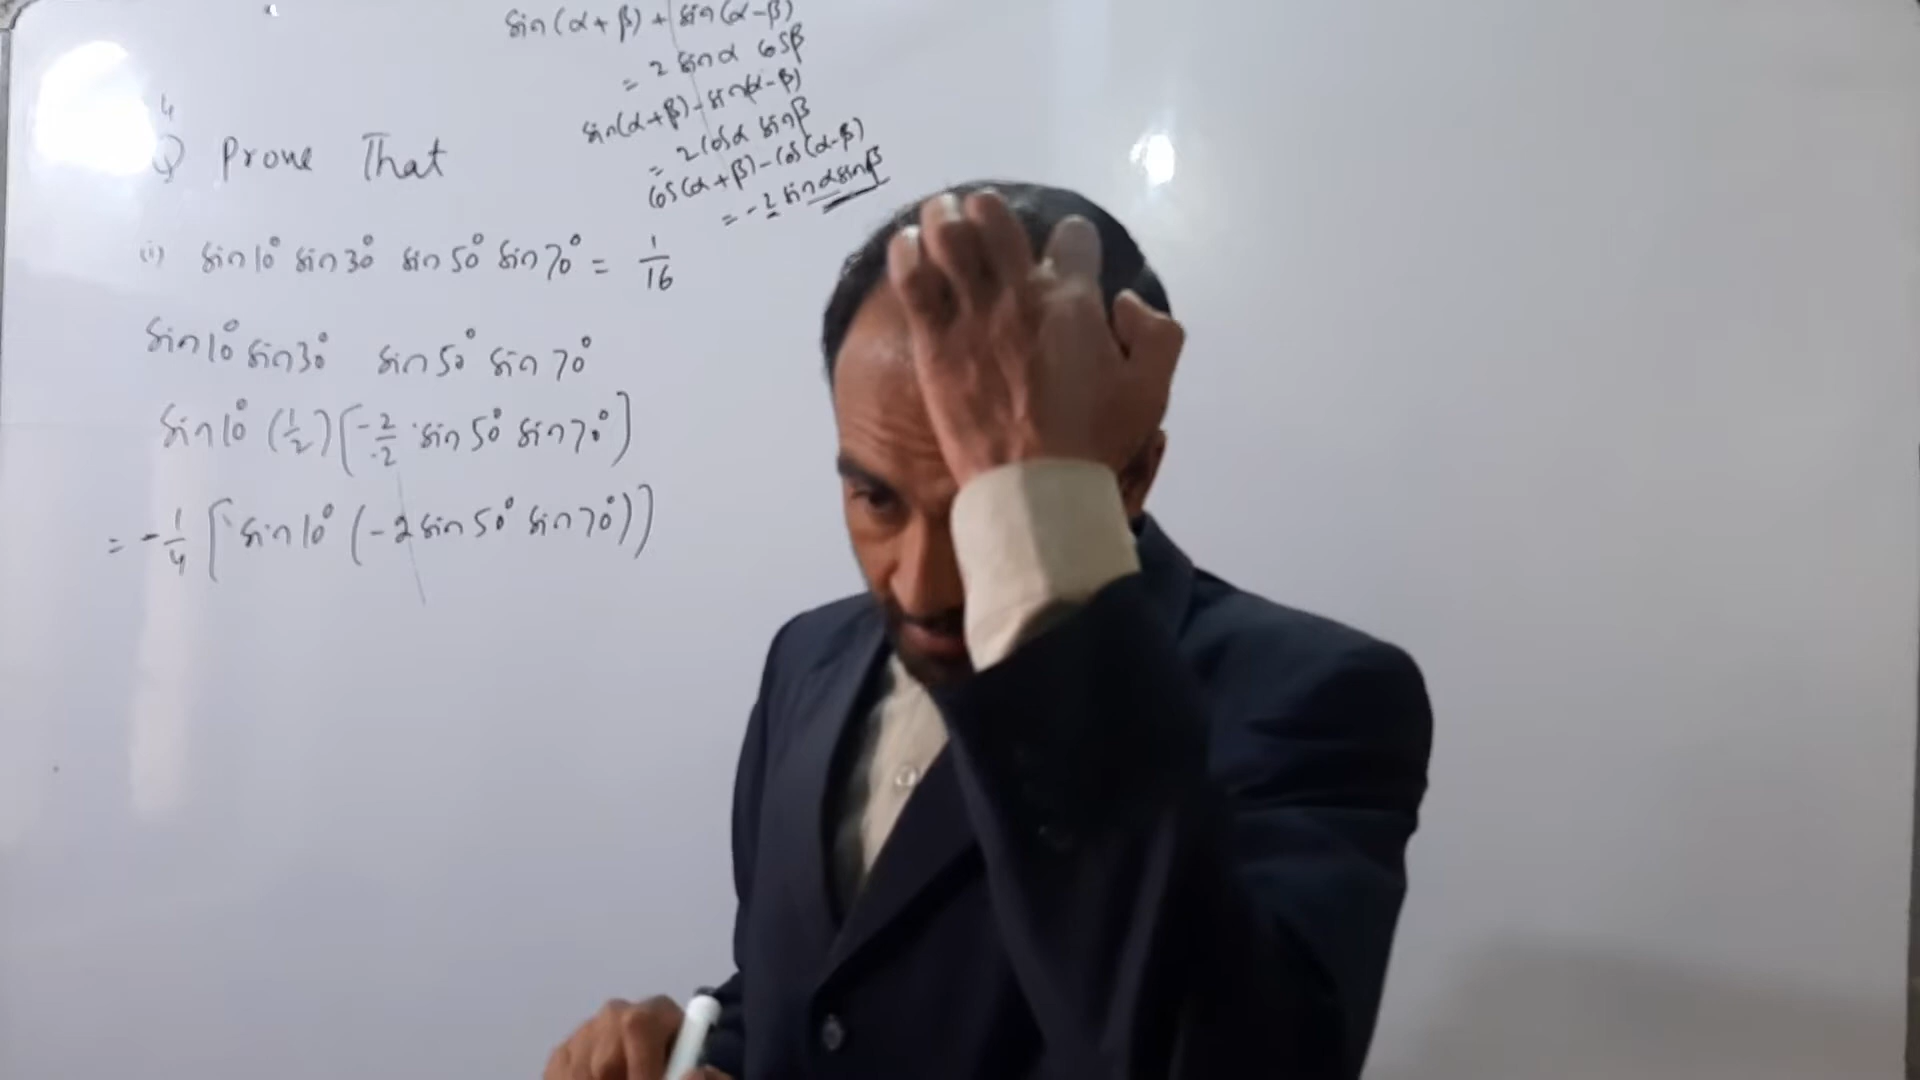 sin(α+β) + sin(α-β)
= 2 sinα cosβ
sin(α+β) - sin(α-β)
= 2 cosα sinβ
cos(α+β) - cos(α-β)
= -2 sinα sinβ
4
Q Prove That
(i) sin10° sin30° sin50° sin70° = 1/16
sin10° sin30° sin50° sin70°
sin10° (1/2) [-2/-2 sin50° sin70°]
= -1/4 [sin10° (-2 sin50° sin70°)]